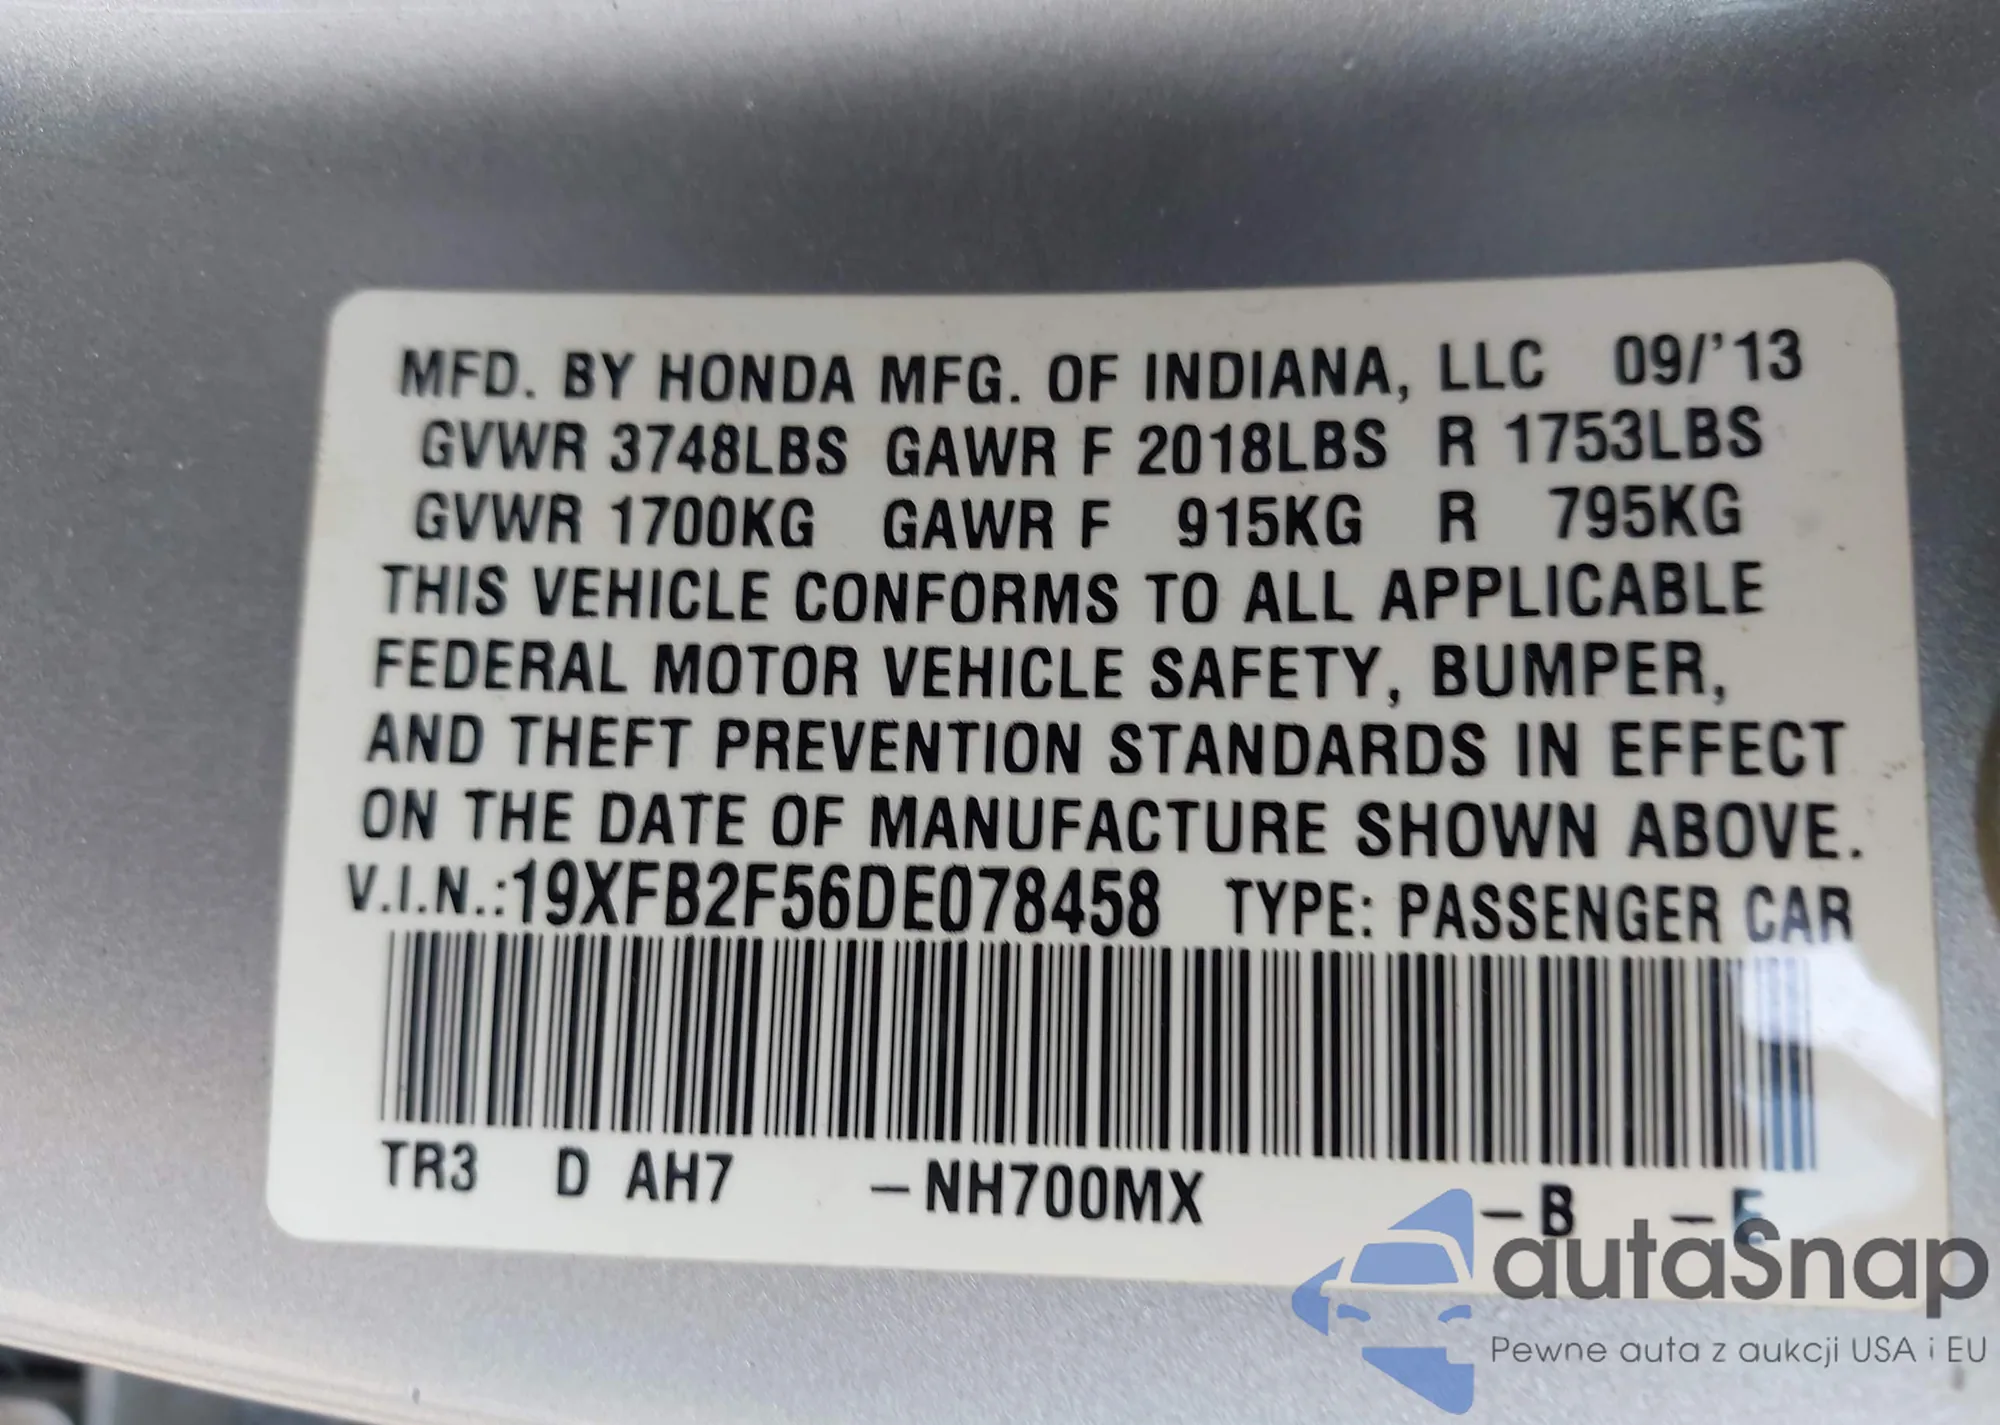 MFD. BY HONDA MFG. OF INDIANA, LLC 09/'13
GVWR 3748LBS GAWR F 2018LBS R 1753LBS
GVWR 1700KG GAWR F 915KG R 795KG
THIS VEHICLE CONFORMS TO ALL APPLICABLE
FEDERAL MOTOR VEHICLE SAFETY, BUMPER,
AND THEFT PREVENTION STANDARDS IN EFFECT
ON THE DATE OF MANUFACTURE SHOWN ABOVE.
V.I.N.:19XFB2F56DE078458 TYPE: PASSENGER CAR
TR3 D AH7 -NH700MX -B -
autaSnap
Pewne auta z aukcji USA i EU